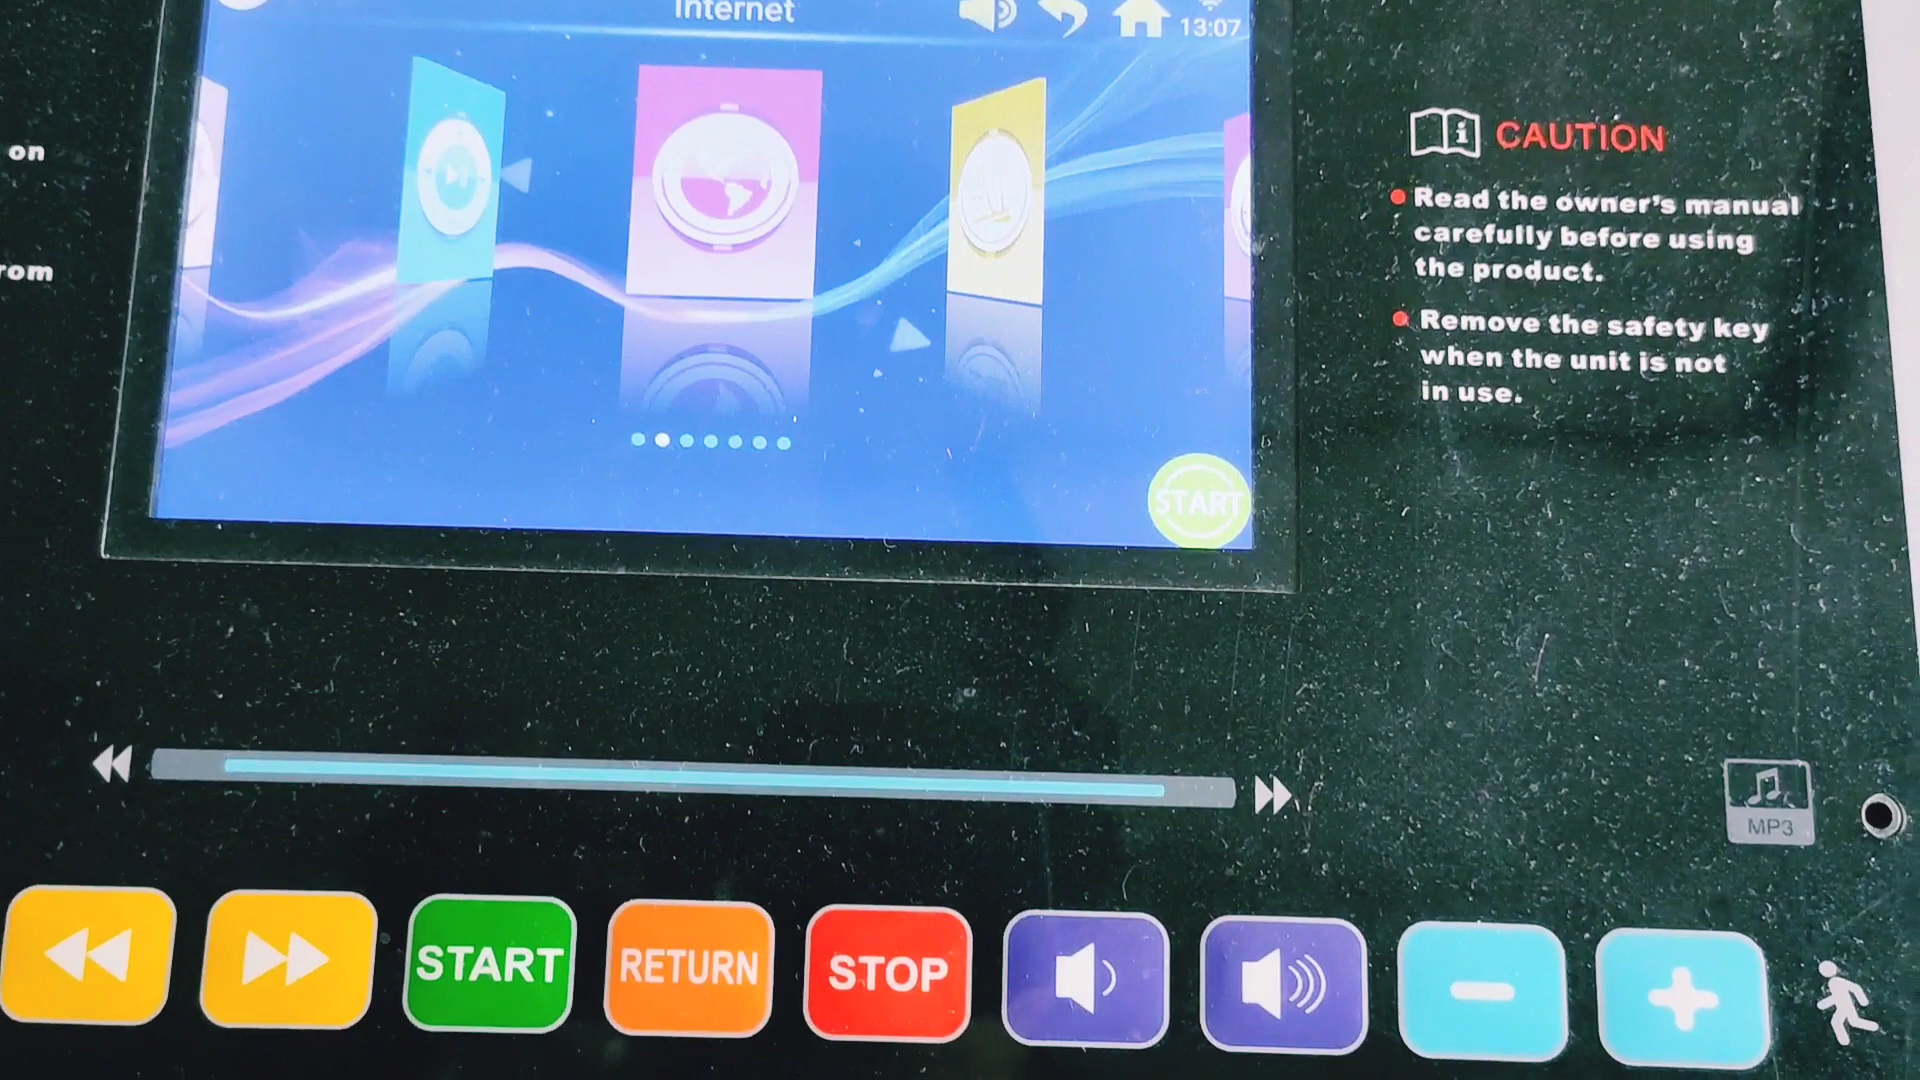 Internet
13:07
on
rom
CAUTION
Read the owner's manual
carefully before using
the product.
Remove the safety key
when the unit is not
in use.
START
MP3
START
RETURN
STOP